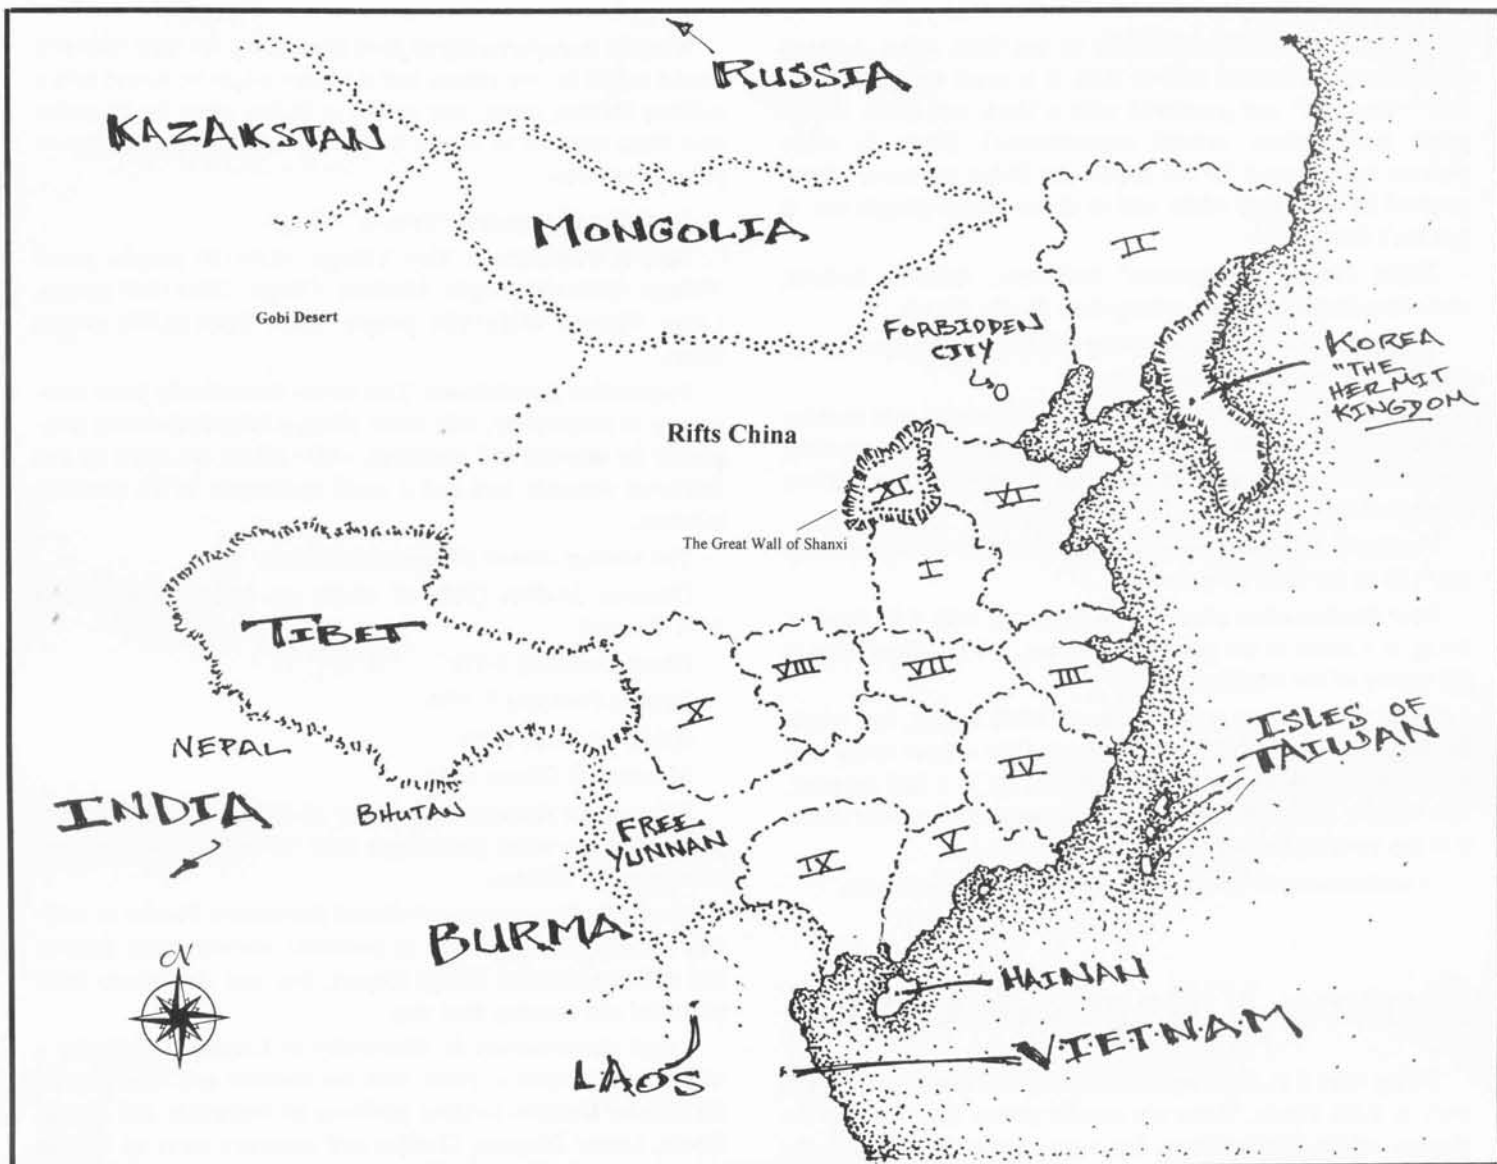 RUSSIA
KAZAKSTAN
MONGOLIA
II
Gobi Desert
FORBIDDEN
CITY
KOREA
"THE
HERMIT
KINGDOM
Rifts China
XI
VI
The Great Wall of Shanxi
I
TIBET
VIII
VII
III
X
ISLES OF
TAIWAN
NEPAL
IV
INDIA
BHUTAN
FREE
YUNNAN
IX
V
BURMA
N
HAINAN
VIETNAM
LAOS